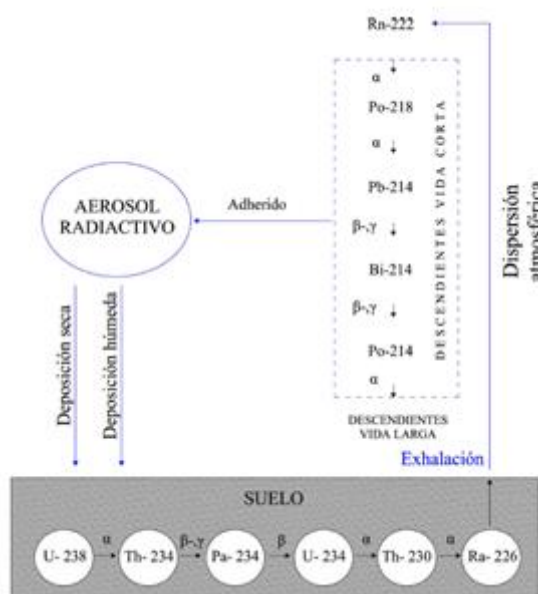 Rn-222
α
Po-218
α
Pb-214
β-,γ
Bi-214
β-,γ
Po-214
α
DESCENDIENTES VIDA CORTA
DESCENDIENTES
VIDA LARGA
Dispersión
atmosférica
Exhalación
Adherido
AEROSOL
RADIACTIVO
Deposición seca
Deposición húmeda
SUELO
U- 238
α
Th- 234
β-,γ
Pa- 234
β
U- 234
α
Th- 230
α
Ra- 226